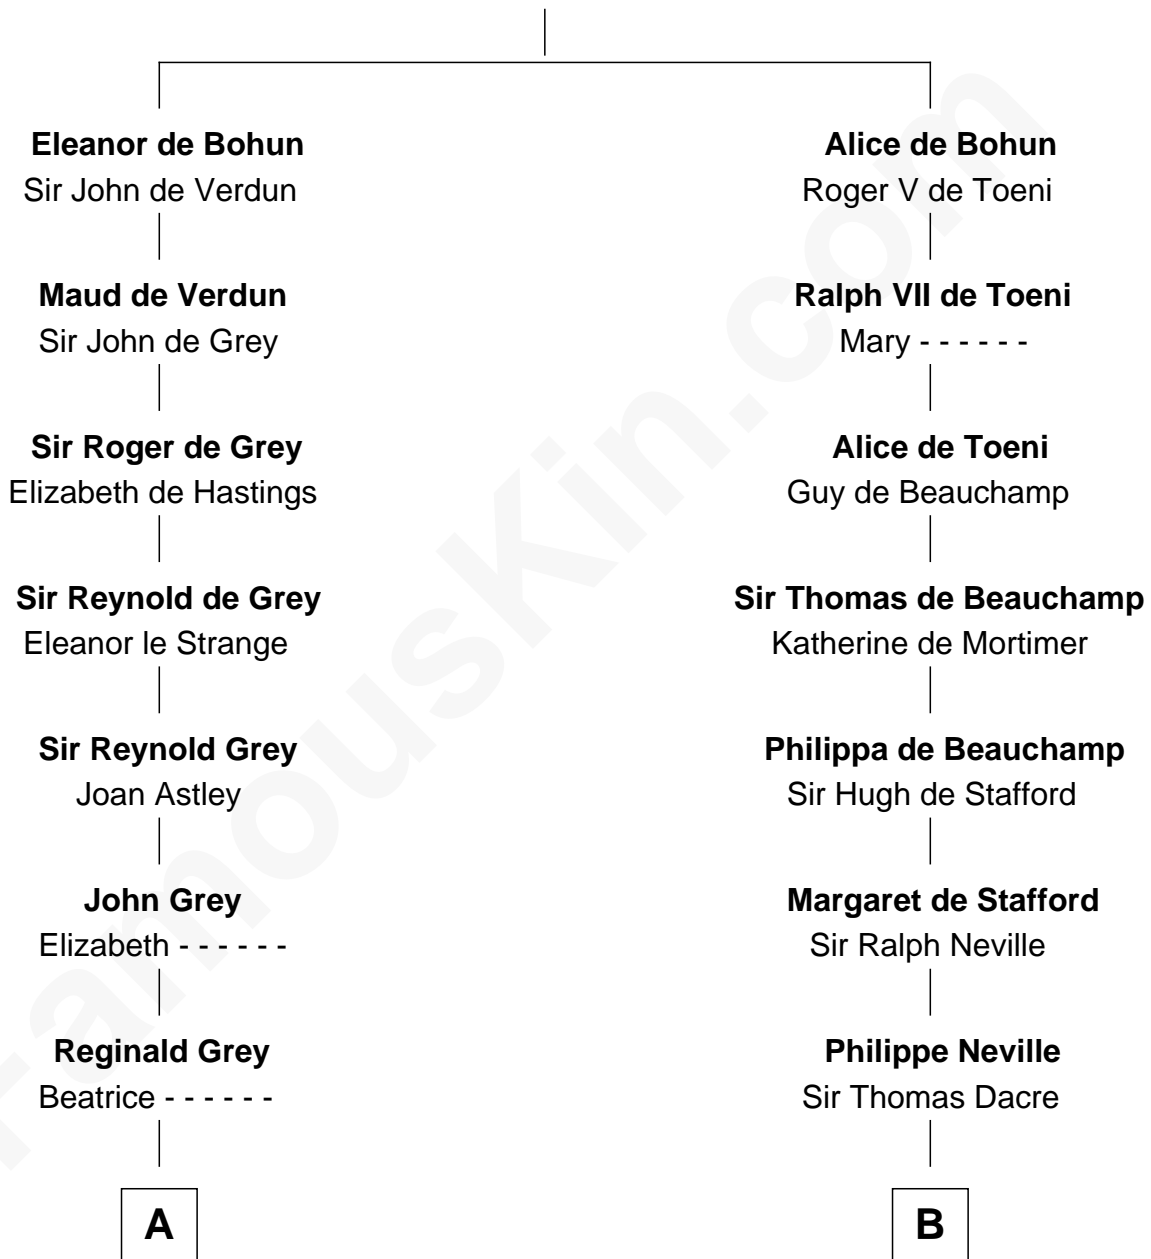 Eleanor de Bohun
Sir John de Verdun
Maud de Verdun
Sir John de Grey
Sir Roger de Grey
Elizabeth de Hastings
Sir Reynold de Grey
Eleanor le Strange
Sir Reynold Grey
Joan Astley
John Grey
Elizabeth - - - - - -
Reginald Grey
Beatrice - - - - - -
A
Alice de Bohun
Roger V de Toeni
Ralph VII de Toeni
Mary - - - - - -
Alice de Toeni
Guy de Beauchamp
Sir Thomas de Beauchamp
Katherine de Mortimer
Philippa de Beauchamp
Sir Hugh de Stafford
Margaret de Stafford
Sir Ralph Neville
Philippe Neville
Sir Thomas Dacre
B
FamousKin.com